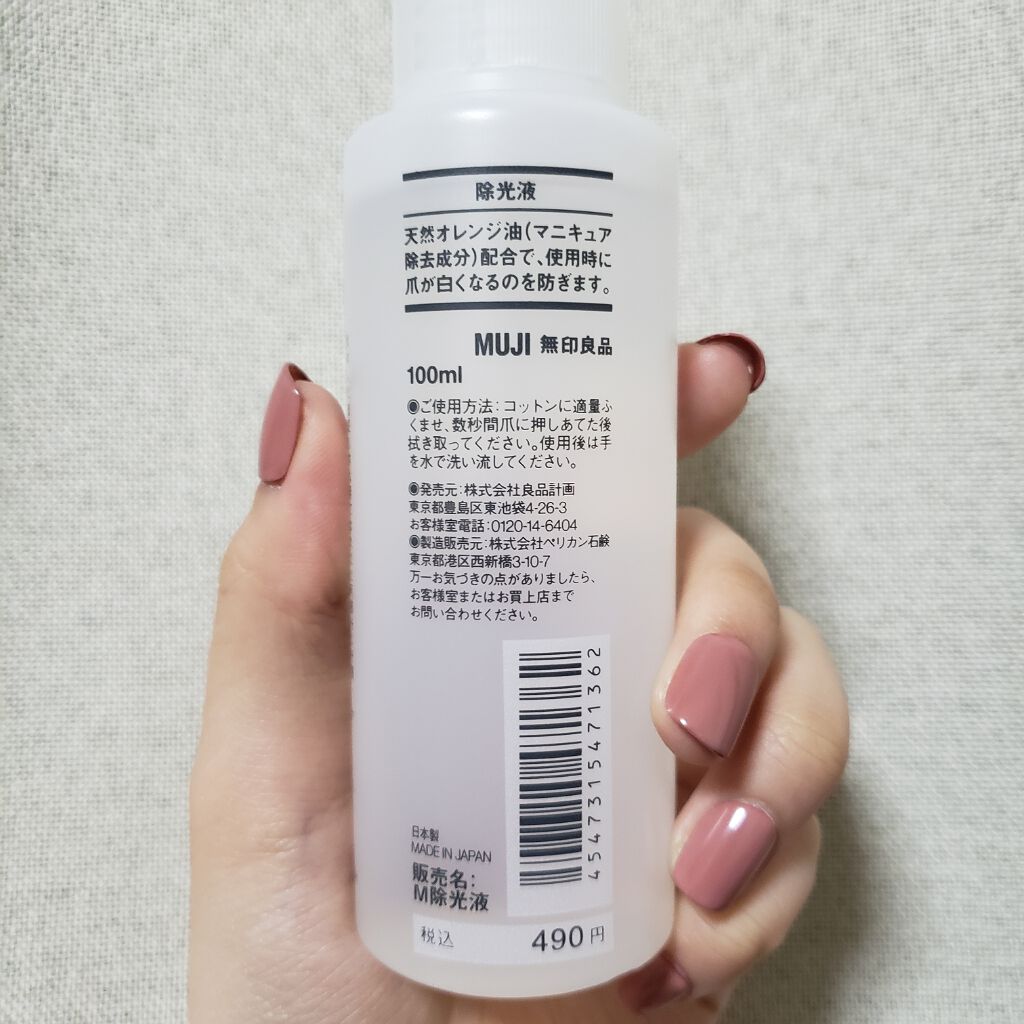 除光液
天然オレンジ油(マニキュア
除去成分)配合で、使用時に
爪が白くなるのを防ぎます。
MUJI 無印良品
100ml
◉ご使用方法:コットンに適量ふ
くませ、数秒間爪に押しあてた後
拭き取ってください。使用後は手
を水で洗い流してください。
◉発売元:株式会社良品計画
東京都豊島区東池袋4-26-3
お客様室電話:0120-14-6404
◉製造販売元:株式会社ペリカン石鹸
東京都港区西新橋3-10-7
万一お気づきの点がありましたら、
お客様室またはお買上店まで
お問い合わせください。
4547315471362
日本製
MADE IN JAPAN
販売名:
M除光液
税込 490円